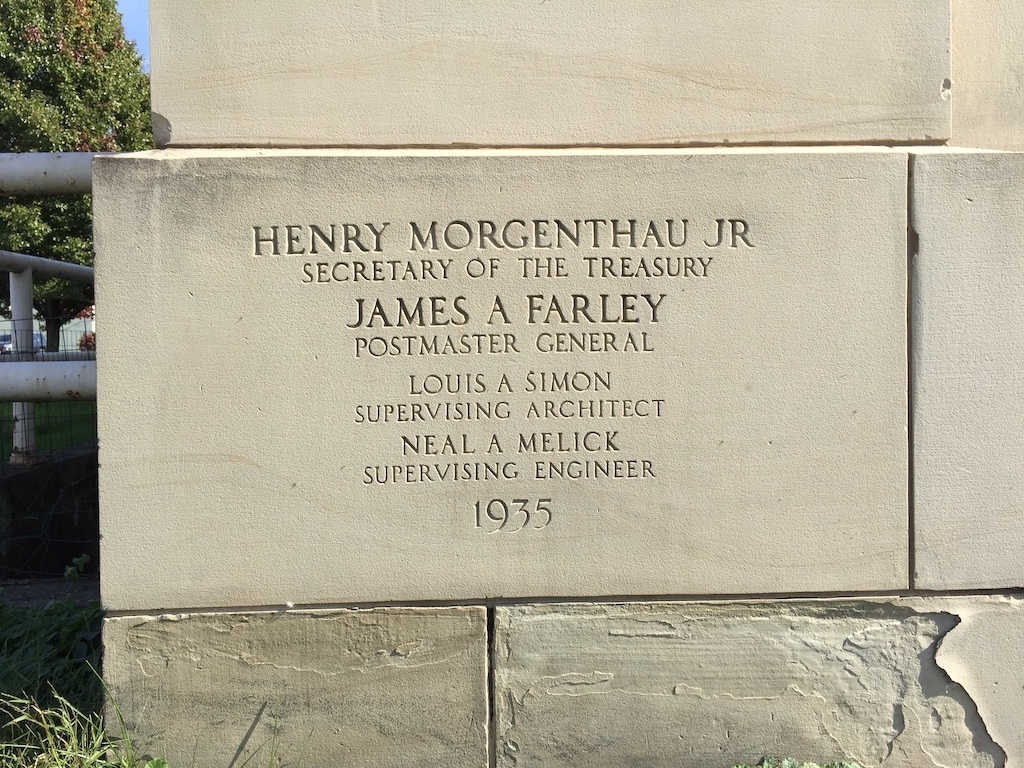 HENRY MORGENTHAU JR
SECRETARY OF THE TREASURY
JAMES A FARLEY
POSTMASTER GENERAL
LOUIS A SIMON
SUPERVISING ARCHITECT
NEAL A MELICK
SUPERVISING ENGINEER
1935